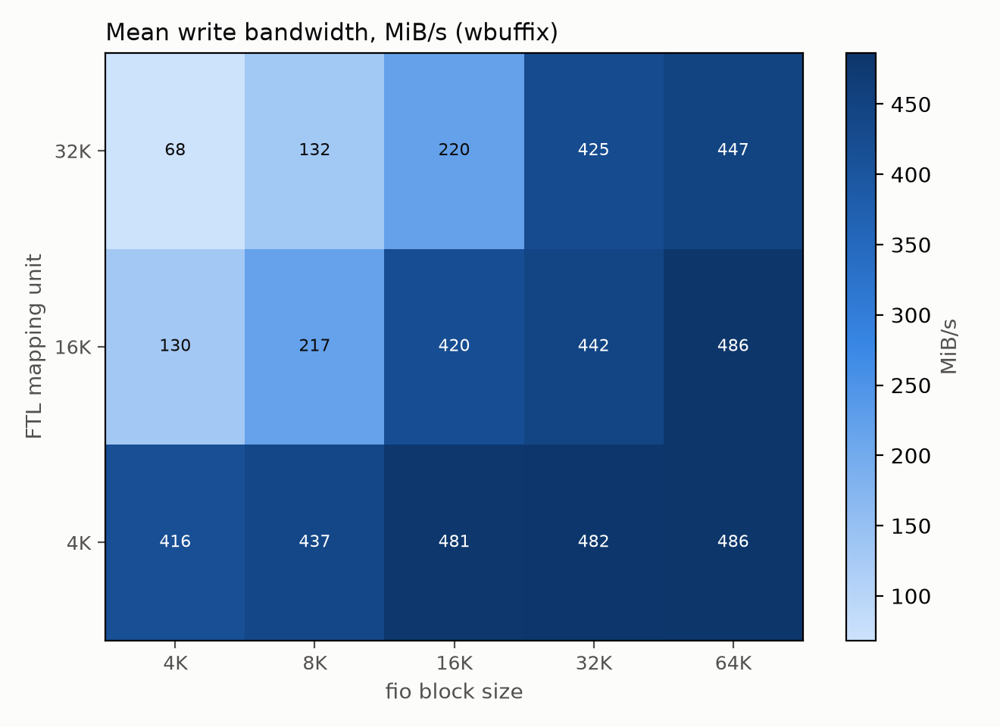 Mean write bandwidth, MiB/s (wbuffix)
32K 68 132 220 425 447
16K 130 217 420 442 486
4K 416 437 481 482 486
4K 8K 16K 32K 64K
fio block size
FTL mapping unit
450
400
350
300
250
200
150
100
MiB/s